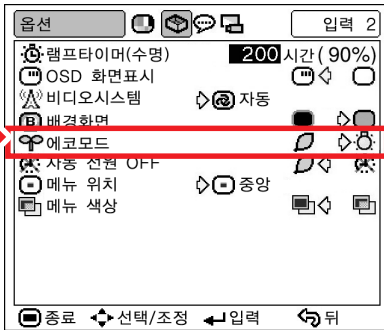 옵션 입력 2
램프타이머(수명) 200 시간 ( 90%)
OSD 화면표시
비디오시스템 자동
B 배경화면
에코모드
자동 전원 OFF
메뉴 위치 중앙
메뉴 색상
종료 선택/조정 입력 뒤